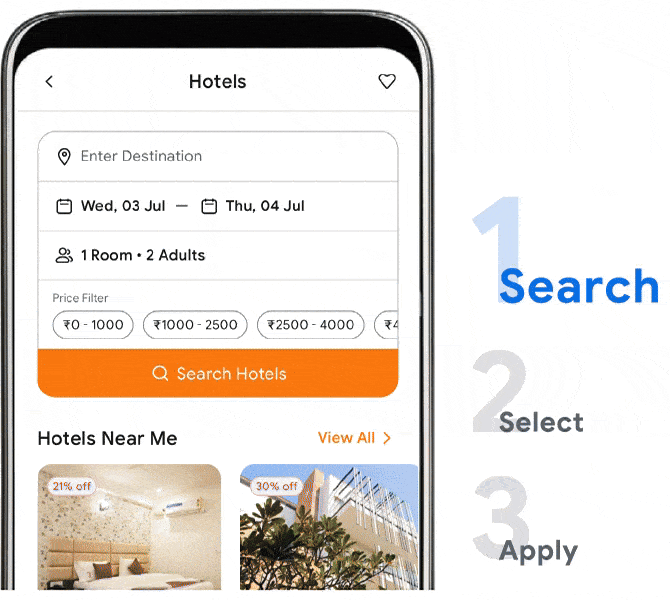 Hotels
Enter Destination
Wed, 03 Jul — Thu, 04 Jul
1 Room • 2 Adults
Price Filter
₹0 - 1000 ₹1000 - 2500 ₹2500 - 4000 ₹4
Search Hotels
Hotels Near Me View All
21% off 30% off
1
Search
2
Select
3
Apply